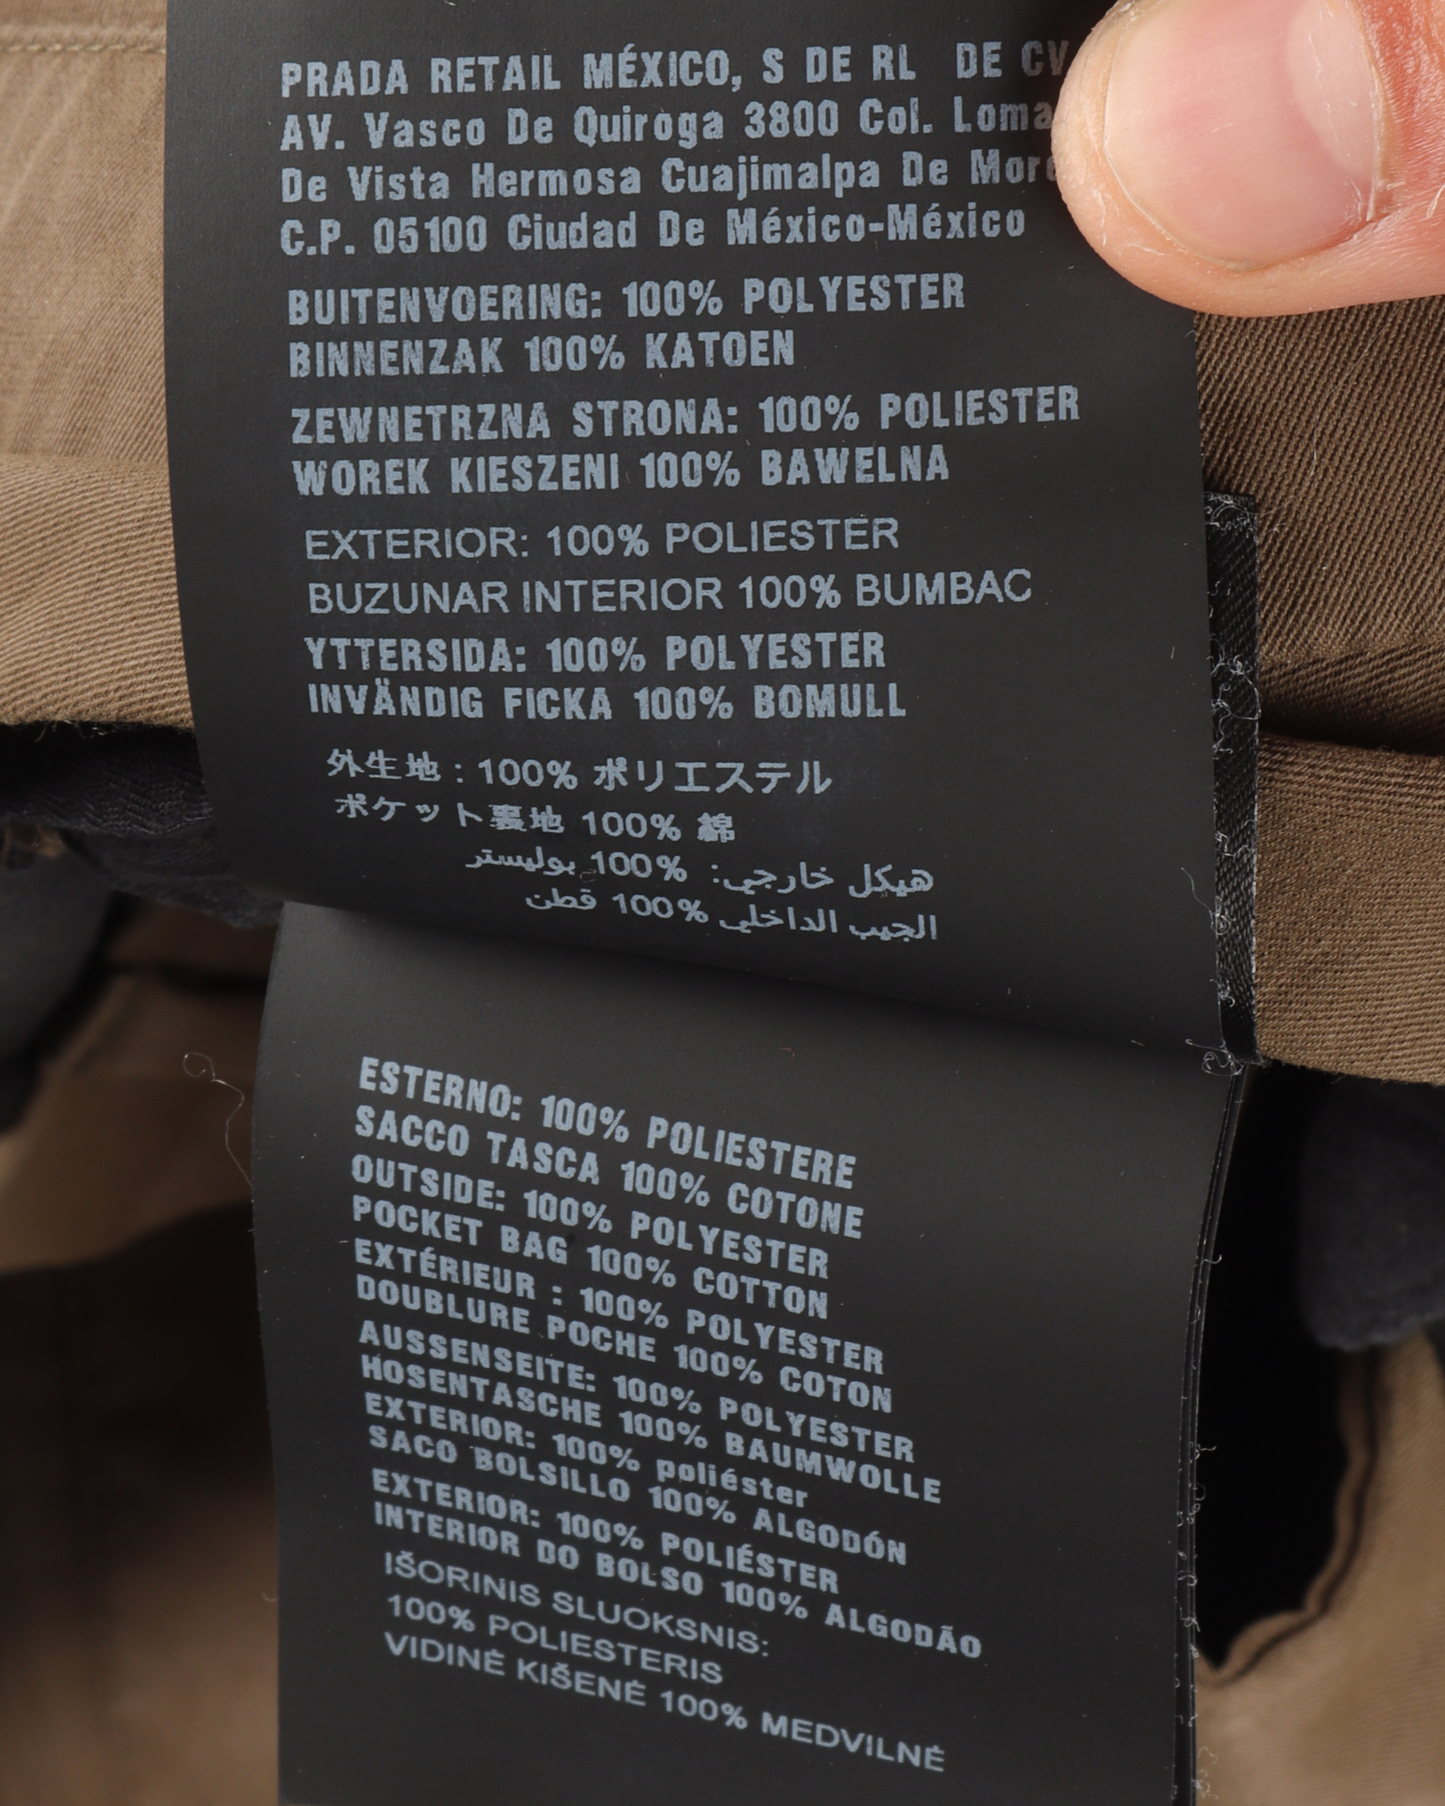 PRADA RETAIL MÉXICO, S DE RL DE CV
AV. Vasco De Quiroga 3800 Col.
De Vista Hermosa Cuajimalpa De
C.P. 05100 Ciudad De México-México
BUITENVOERING: 100% POLYESTER
BINNENZAK 100% KATOEN
ZEWNETRZNA STRONA: 100% POLIESTER
WOREK KIESZENI 100% BAWELNA
EXTERIOR: 100% POLIESTER
BUZUNAR INTERIOR 100% BUMBAC
YTTERSIDA: 100% POLYESTER
INVÄNDIG FICKA 100% BOMULL
外生地 : 100% ポリエステル
ポケット裏地 100% 綿
هيكل خارجي: 100% بوليستر
الجيب الداخلي 100% قطن
ESTERNO: 100% POLIESTERE
SACCO TASCA 100% COTONE
OUTSIDE: 100% POLYESTER
POCKET BAG 100% COTTON
EXTÉRIEUR : 100% POLYESTER
DOUBLURE POCHE 100% COTON
AUSSENSEITE: 100% POLYESTER
HOSENTASCHE 100% BAUMWOLLE
EXTERIOR: 100% poliéster
SACO BOLSILLO 100% ALGODÓN
EXTERIOR: 100% POLIÉSTER
INTERIOR DO BOLSO 100% ALGODÃO
IŠORINIS SLUOKSNIS:
100% POLIESTERIS
VIDINĖ KIŠENĖ 100% MEDVILNĖ